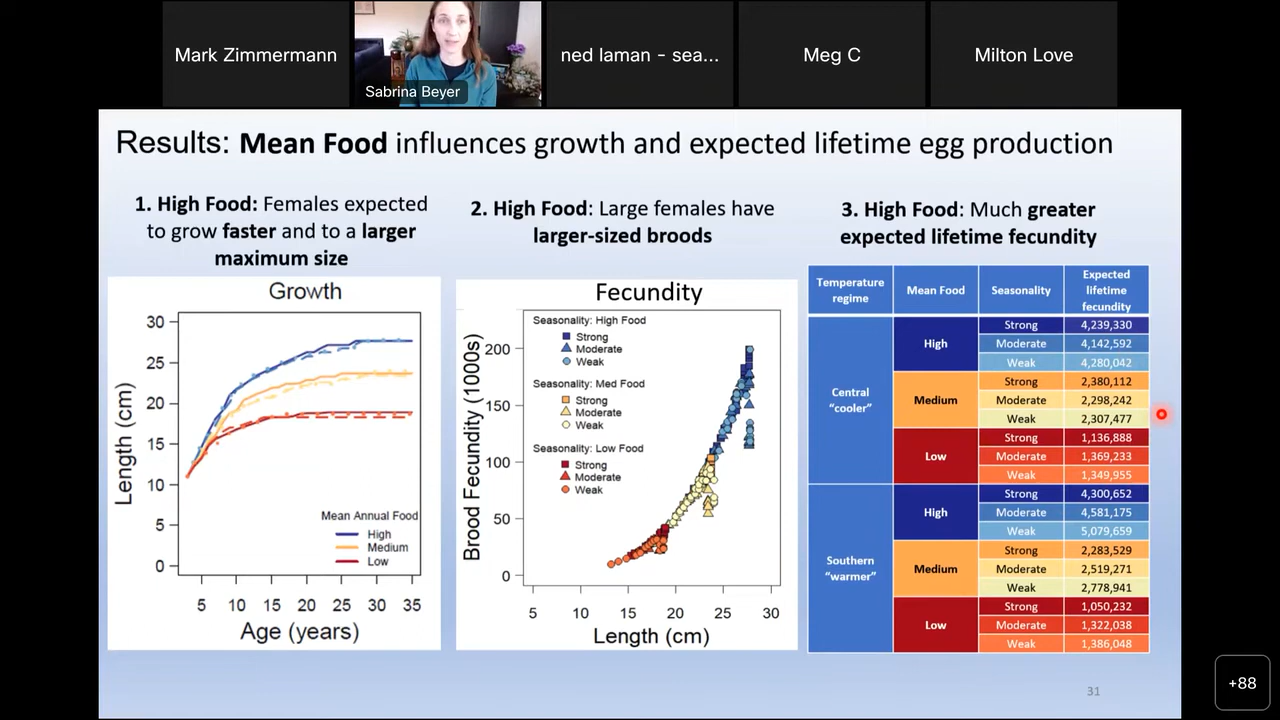 Mark Zimmermann
Sabrina Beyer
ned laman - sea...
Meg C
Milton Love
Results: Mean Food influences growth and expected lifetime egg production
1. High Food: Females expected
to grow faster and to a larger
maximum size
2. High Food: Large females have
larger-sized broods
3. High Food: Much greater
expected lifetime fecundity
Growth
Length (cm)
30
25
20
15
10
5
0
Mean Annual Food
High
Medium
Low
5 10 15 20 25 30 35
Age (years)
Fecundity
Brood Fecundity (1000s)
200
150
100
50
0
Seasonality: High Food
Strong
Moderate
Weak
Seasonality: Med Food
Strong
Moderate
Weak
Seasonality: Low Food
Strong
Moderate
Weak
5 10 15 20 25 30
Length (cm)
Temperature
regime
Mean Food
Seasonality
Expected
lifetime
fecundity
Central
"cooler"
High
Strong 4,239,330
Moderate 4,142,592
Weak 4,280,042
Medium
Strong 2,380,112
Moderate 2,298,242
Weak 2,307,477
Low
Strong 1,136,888
Moderate 1,369,233
Weak 1,349,955
Southern
"warmer"
High
Strong 4,300,652
Moderate 4,581,175
Weak 5,079,659
Medium
Strong 2,283,529
Moderate 2,519,271
Weak 2,778,941
Low
Strong 1,050,232
Moderate 1,322,038
Weak 1,386,048
31
+88